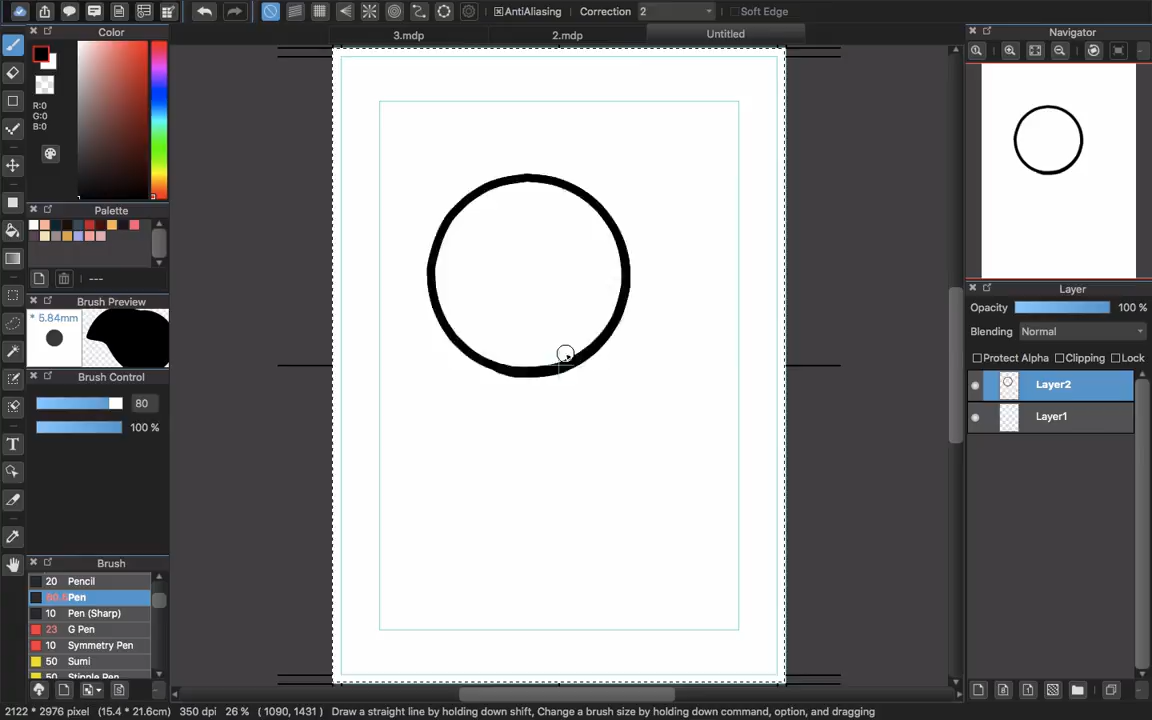 AntiAliasing Correction 2 Soft Edge
Color
3.mdp 2.mdp Untitled
Navigator
R:0
G:0
B:0
Palette
---
Brush Preview
* 5.84mm
Brush Control
80
100 %
Layer
Opacity 100 %
Blending Normal
Protect Alpha Clipping Lock
Layer2
Layer1
Brush
20 Pencil
Pen
10 Pen (Sharp)
23 G Pen
10 Symmetry Pen
50 Sumi
50 Stipple Pen
2122 * 2976 pixel (15.4 * 21.6cm) 350 dpi 26 % ( 1090, 1431 ) Draw a straight line by holding down shift, Change a brush size by holding down command, option, and dragging